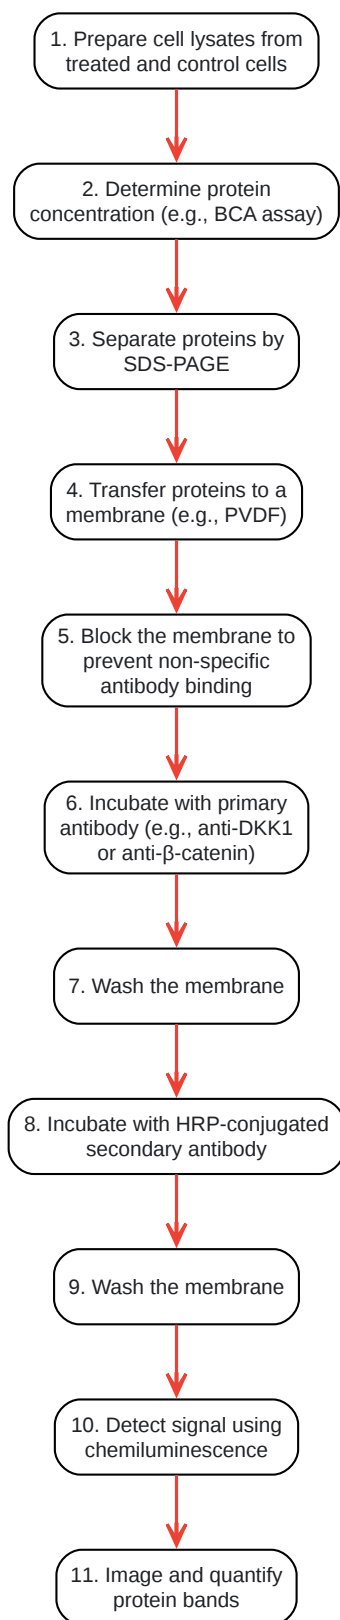 1. Prepare cell lysates from
treated and control cells
2. Determine protein
concentration (e.g., BCA assay)
3. Separate proteins by
SDS-PAGE
4. Transfer proteins to a
membrane (e.g., PVDF)
5. Block the membrane to
prevent non-specific
antibody binding
6. Incubate with primary
antibody (e.g., anti-DKK1
or anti-β-catenin)
7. Wash the membrane
8. Incubate with HRP-conjugated
secondary antibody
9. Wash the membrane
10. Detect signal using
chemiluminescence
11. Image and quantify
protein bands